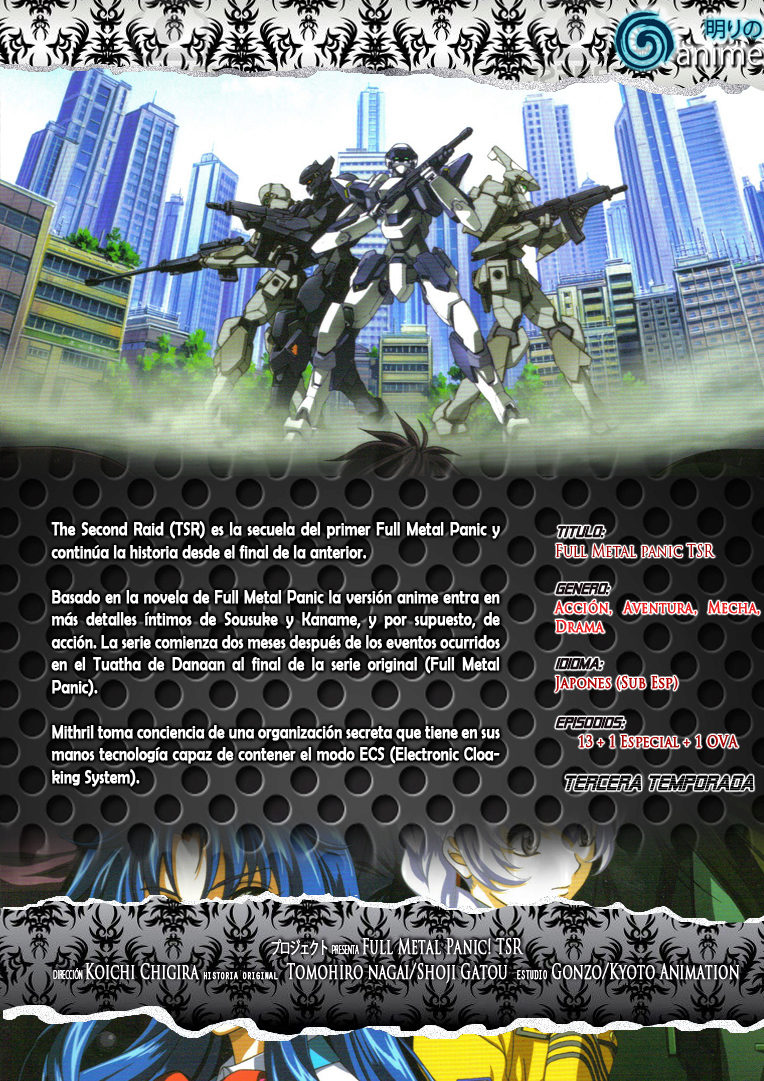 明りの
anime
The Second Raid (TSR) es la secuela del primer Full Metal Panic y
continúa la historia desde el final de la anterior.
Basado en la novela de Full Metal Panic la versión anime entra en
más detalles íntimos de Sousuke y Kaname, y por supuesto, de
acción. La serie comienza dos meses después de los eventos ocurridos
en el Tuatha de Danaan al final de la serie original (Full Metal
Panic).
Mithril toma conciencia de una organización secreta que tiene en sus
manos tecnología capaz de contener el modo ECS (Electronic Cloa-
king System).
TITULO:
Full Metal panic TSR
GENERO:
Acción, Aventura, Mecha,
Drama
IDIOMA:
Japones (Sub Esp)
EPISODIOS:
13 + 1 Especial + 1 OVA
TERCERA TEMPORADA
プロジェクト PRESENTA Full Metal Panic! TSR
DIRECCIÓN Koichi Chigira HISTORIA ORIGINAL Tomohiro nagai/Shoji Gatou ESTUDIO Gonzo/Kyoto Animation